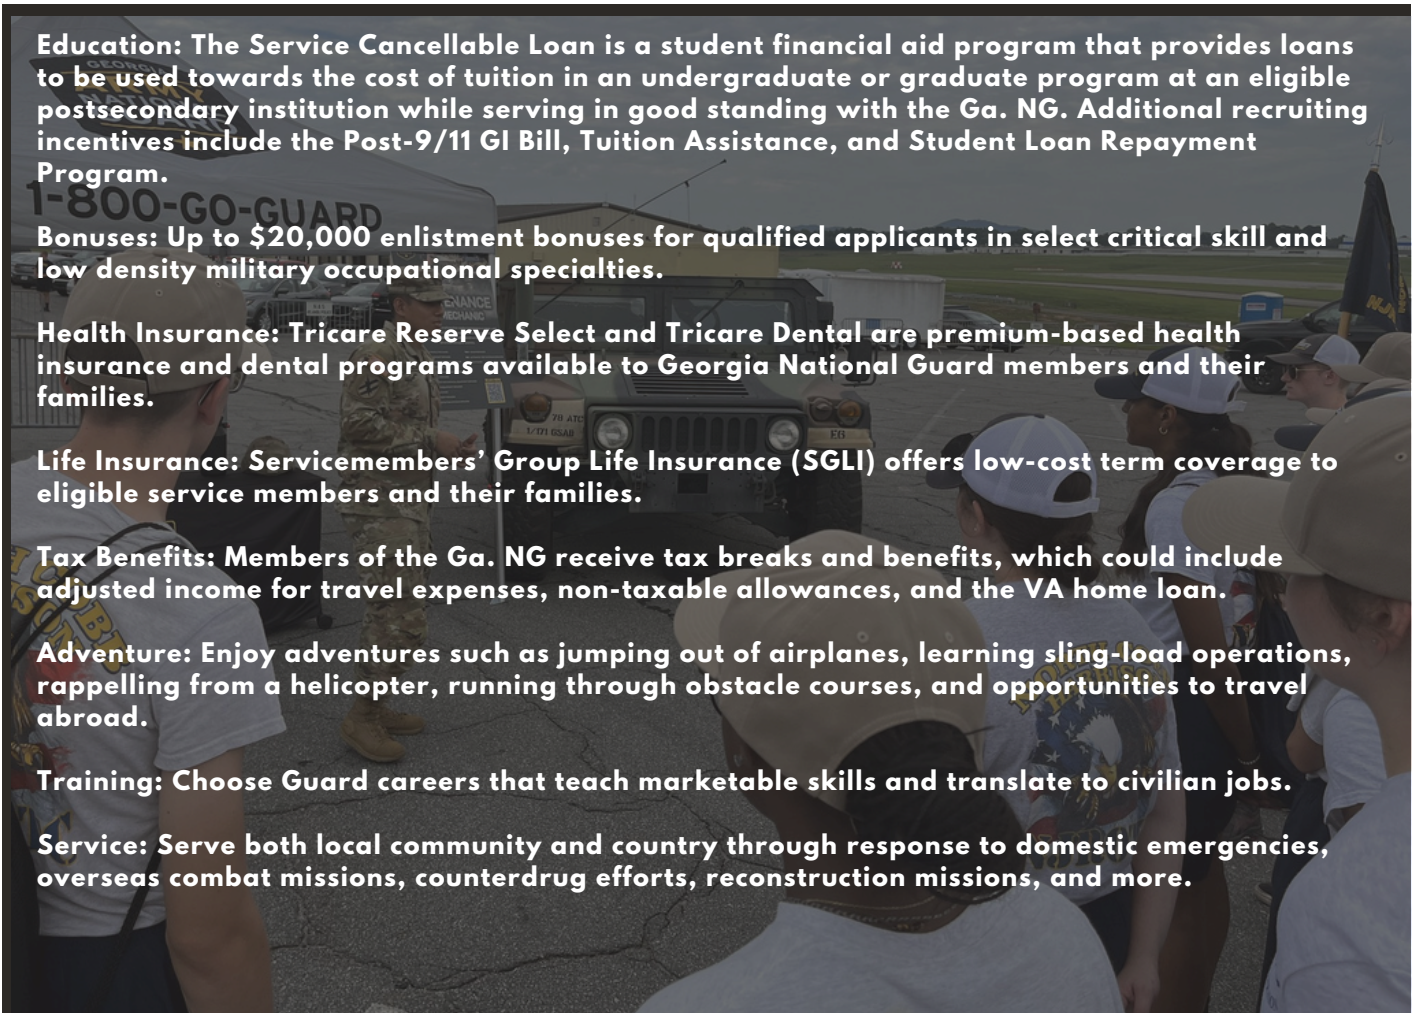 Education: The Service Cancellable Loan is a student financial aid program that provides loans
to be used towards the cost of tuition in an undergraduate or graduate program at an eligible
postsecondary institution while serving in good standing with the Ga. NG. Additional recruiting
incentives include the Post-9/11 GI Bill, Tuition Assistance, and Student Loan Repayment
Program.
Bonuses: Up to $20,000 enlistment bonuses for qualified applicants in select critical skill and
low density military occupational specialties.
Health Insurance: Tricare Reserve Select and Tricare Dental are premium-based health
insurance and dental programs available to Georgia National Guard members and their
families.
Life Insurance: Servicemembers’ Group Life Insurance (SGLI) offers low-cost term coverage to
eligible service members and their families.
Tax Benefits: Members of the Ga. NG receive tax breaks and benefits, which could include
adjusted income for travel expenses, non-taxable allowances, and the VA home loan.
Adventure: Enjoy adventures such as jumping out of airplanes, learning sling-load operations,
rappelling from a helicopter, running through obstacle courses, and opportunities to travel
abroad.
Training: Choose Guard careers that teach marketable skills and translate to civilian jobs.
Service: Serve both local community and country through response to domestic emergencies,
overseas combat missions, counterdrug efforts, reconstruction missions, and more.
GEORGIA
ARMY
NATIONAL
1-800-GO-GUARD
MECHANIC
78 ATC
1/171 GSAB
E6
NJR